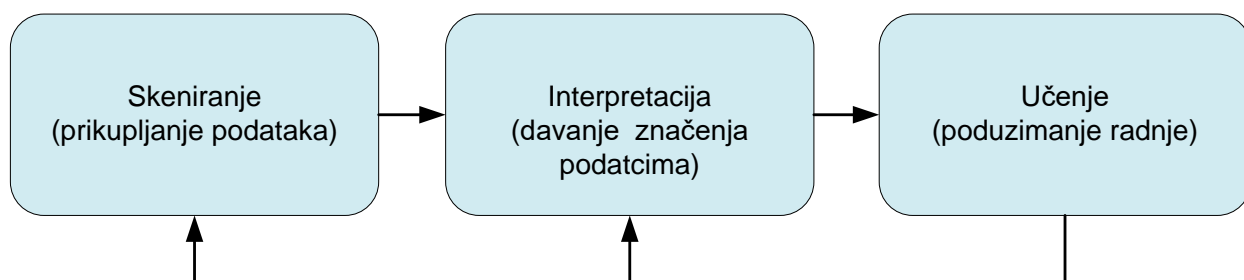 Skeniranje
(prikupljanje podataka)
Interpretacija
(davanje značenja
podatcima)
Učenje
(poduzimanje radnje)